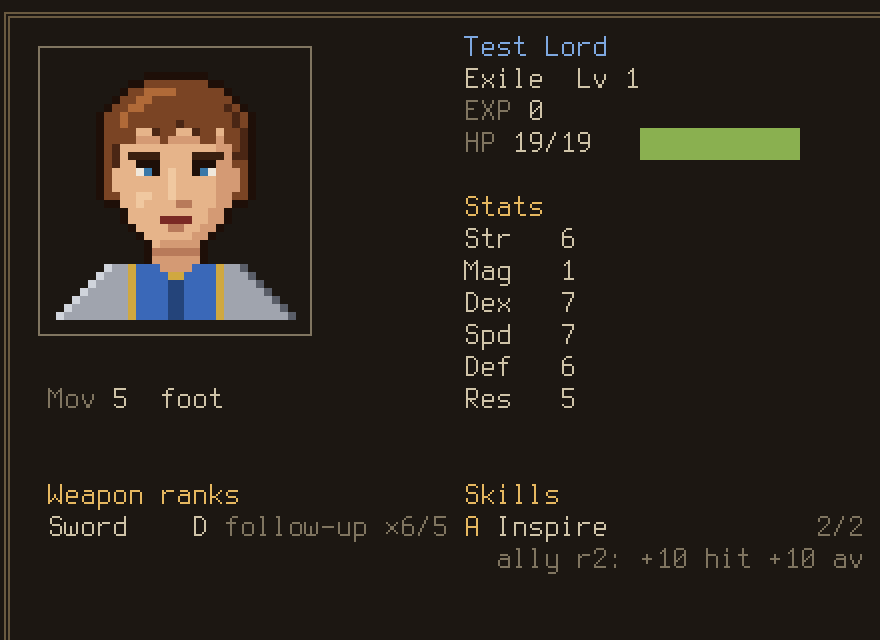 Test Lord
Exile Lv 1
EXP 0
HP 19/19
Stats
Str 6
Mag 1
Dex 7
Spd 7
Def 6
Res 5
Mov 5 foot
Weapon ranks
Sword D follow-up ×6/5
Skills
A Inspire 2/2
ally r2: +10 hit +10 av